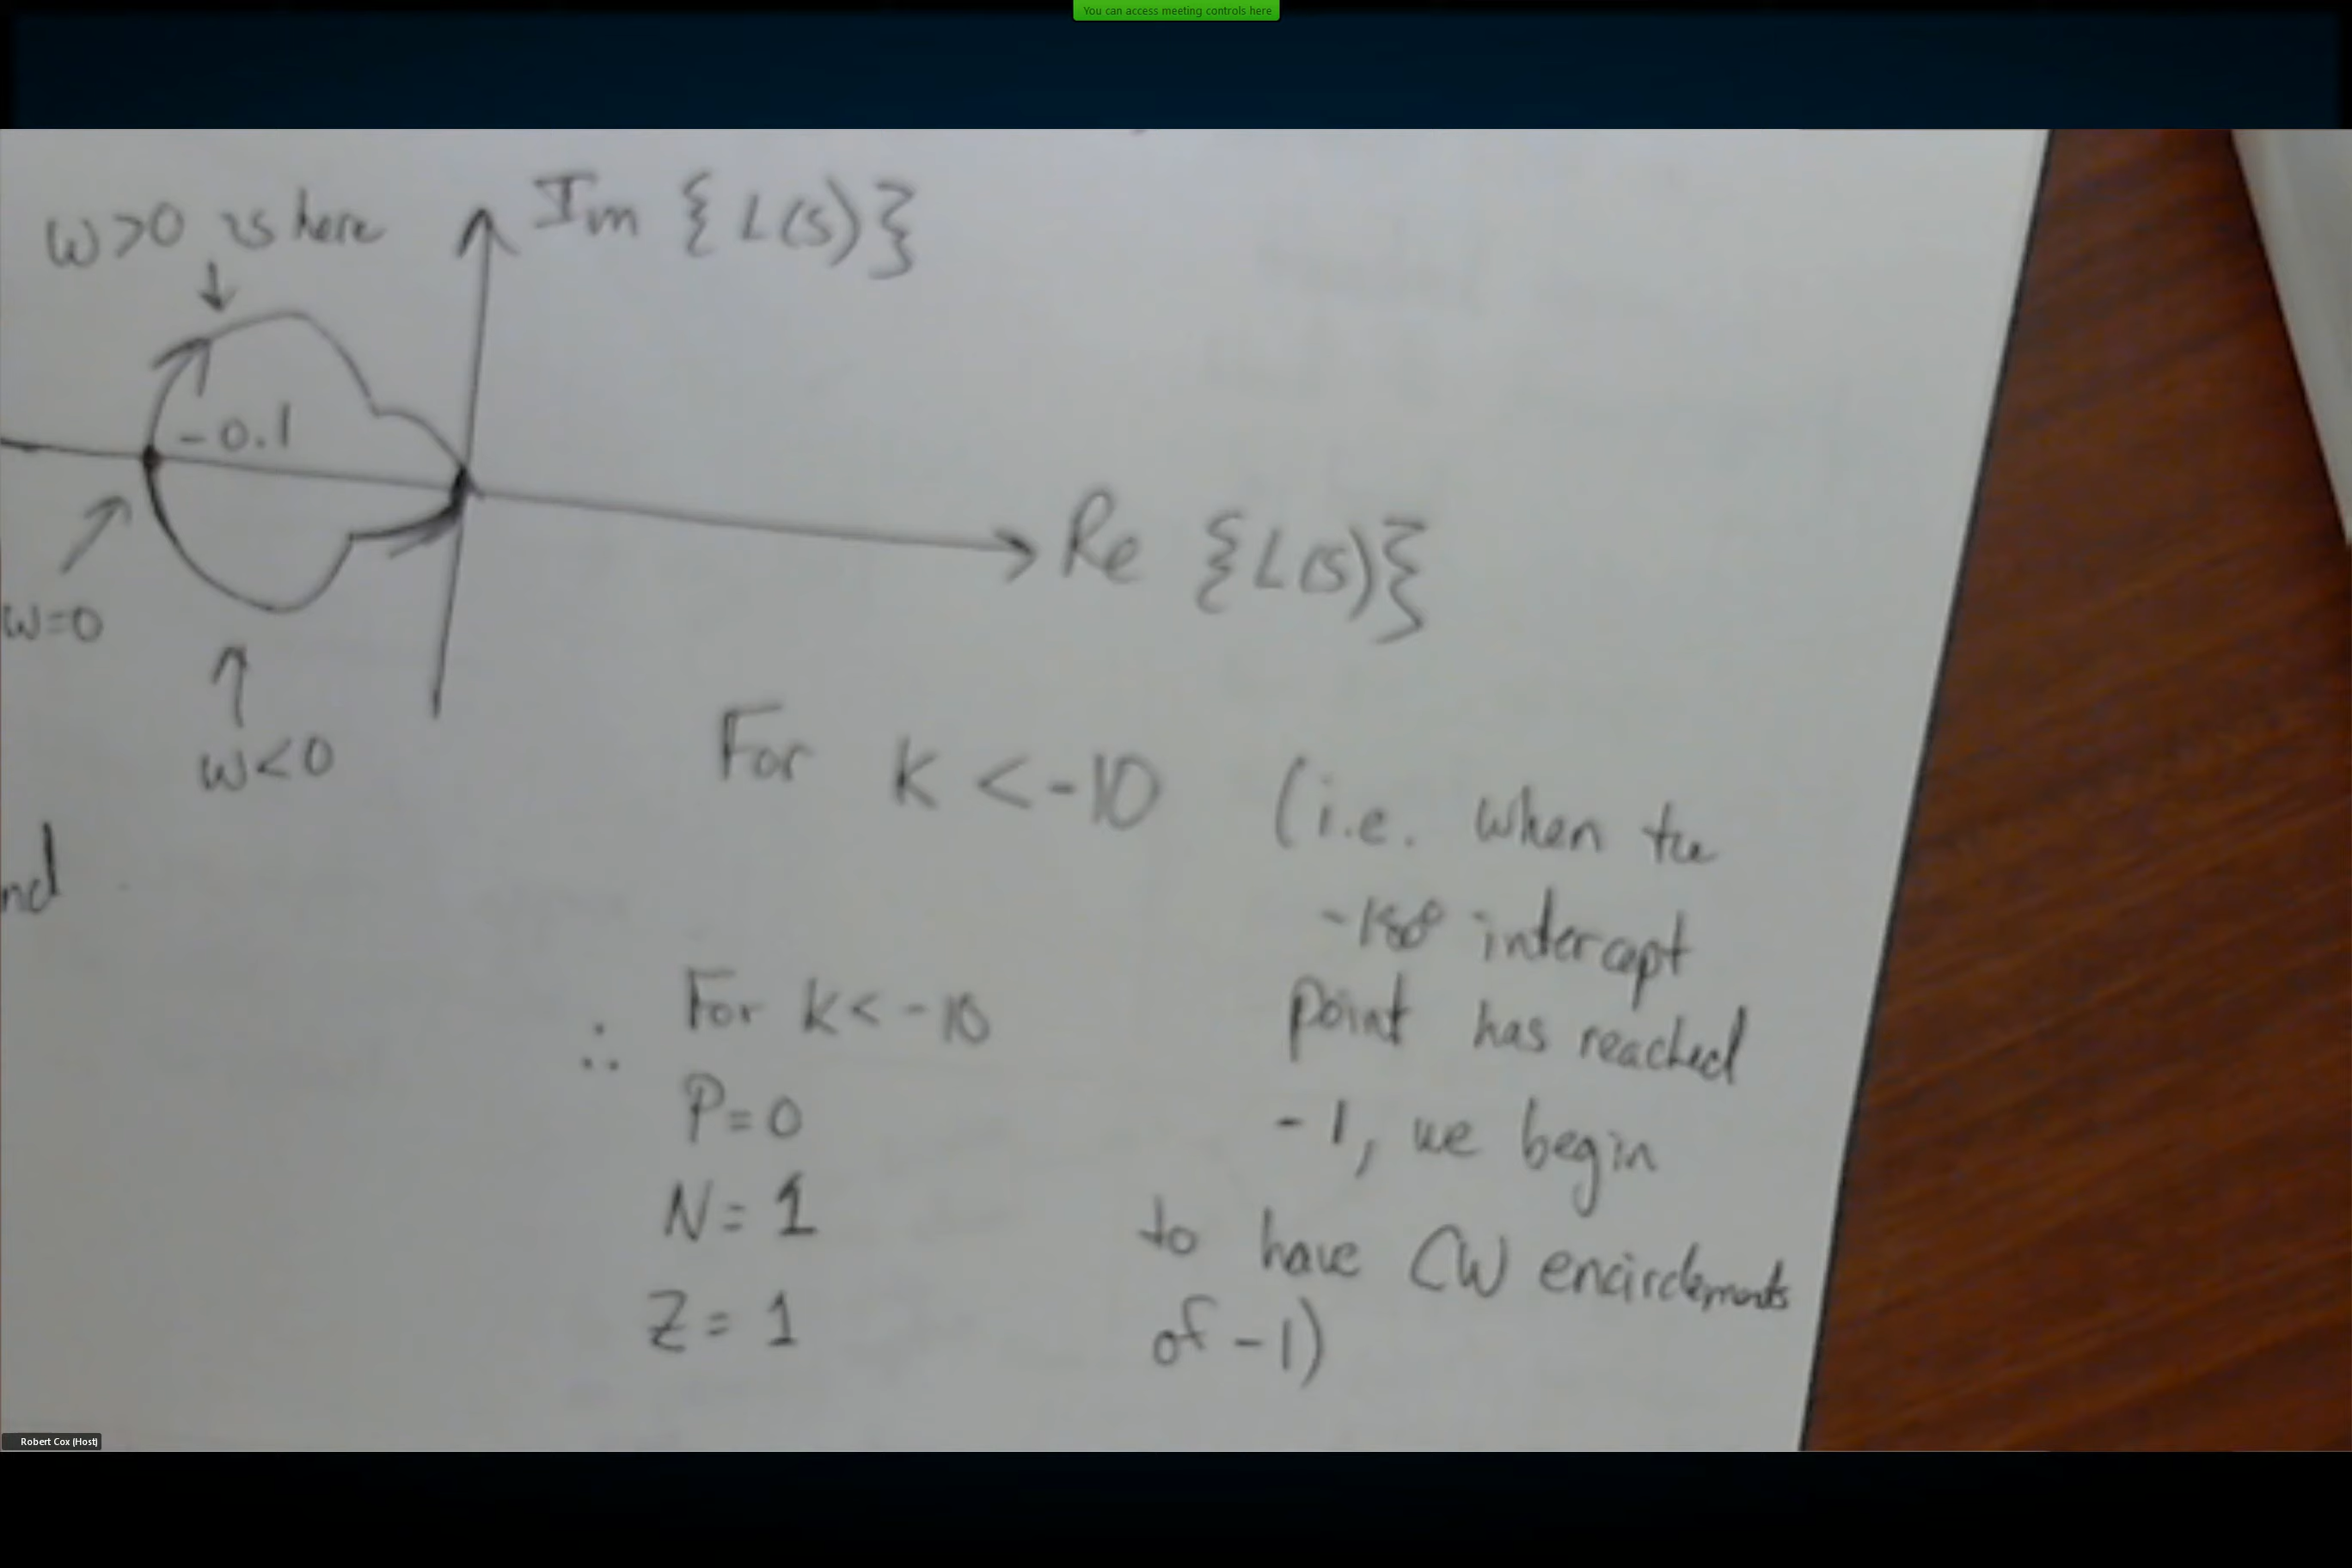 You can access meeting controls here
Im { L(s) }
ω>0 is here
-0.1
Re { L(s) }
ω=0
ω<0
For k < -10 (i.e. when the
-180° intercept
point has reached
-1, we begin
to have CW encirclements
of -1)
nd
∴ For k < -10
P = 0
N = 1
Z = 1
Robert Cox (Host)